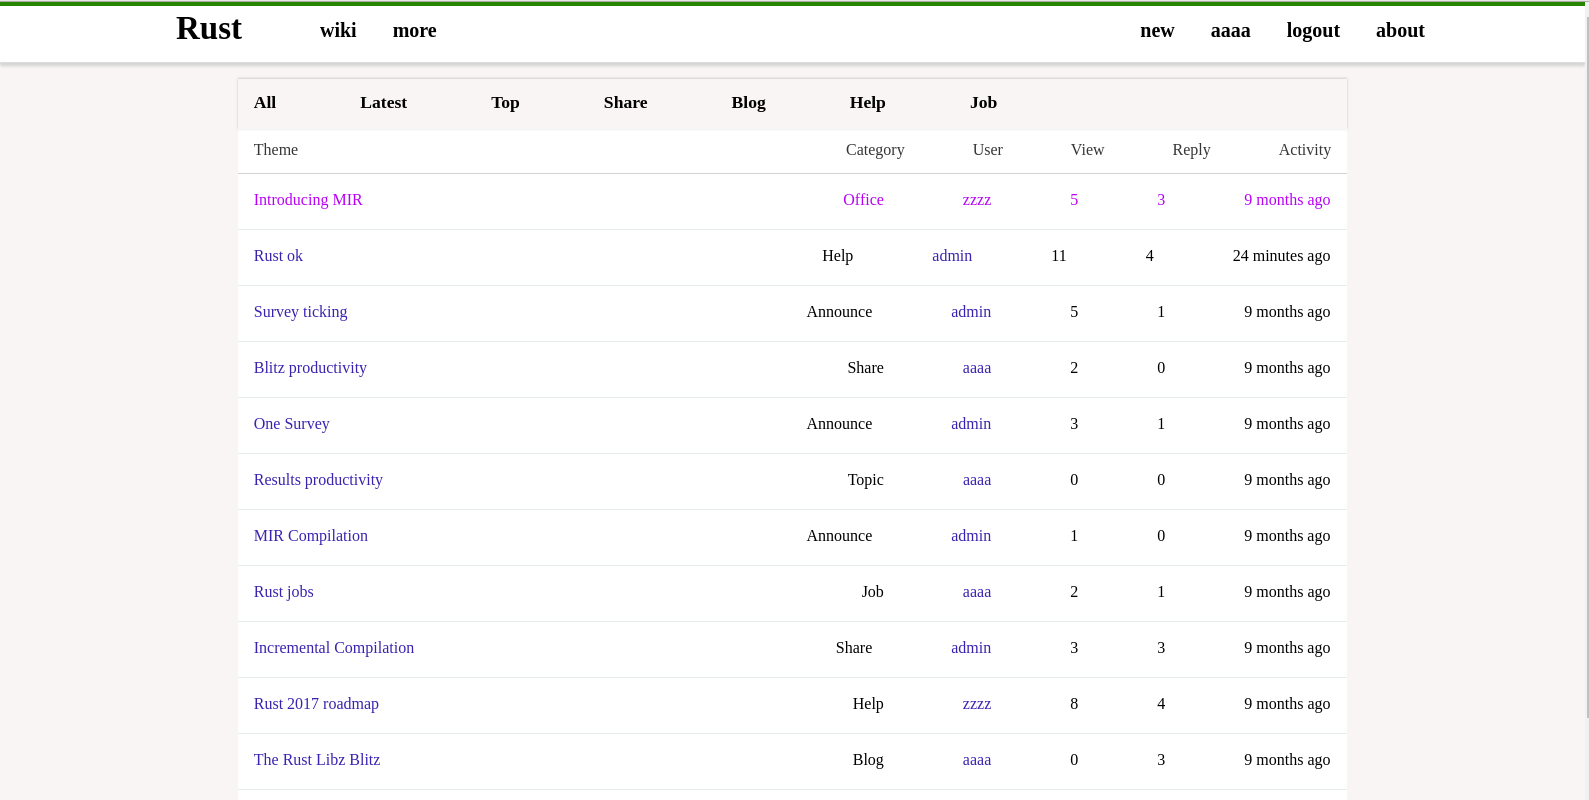 Rust wiki more new aaaa logout about
All Latest Top Share Blog Help Job
Theme Category User View Reply Activity
Introducing MIR Office zzzz 5 3 9 months ago
Rust ok Help admin 11 4 24 minutes ago
Survey ticking Announce admin 5 1 9 months ago
Blitz productivity Share aaaa 2 0 9 months ago
One Survey Announce admin 3 1 9 months ago
Results productivity Topic aaaa 0 0 9 months ago
MIR Compilation Announce admin 1 0 9 months ago
Rust jobs Job aaaa 2 1 9 months ago
Incremental Compilation Share admin 3 3 9 months ago
Rust 2017 roadmap Help zzzz 8 4 9 months ago
The Rust Libz Blitz Blog aaaa 0 3 9 months ago